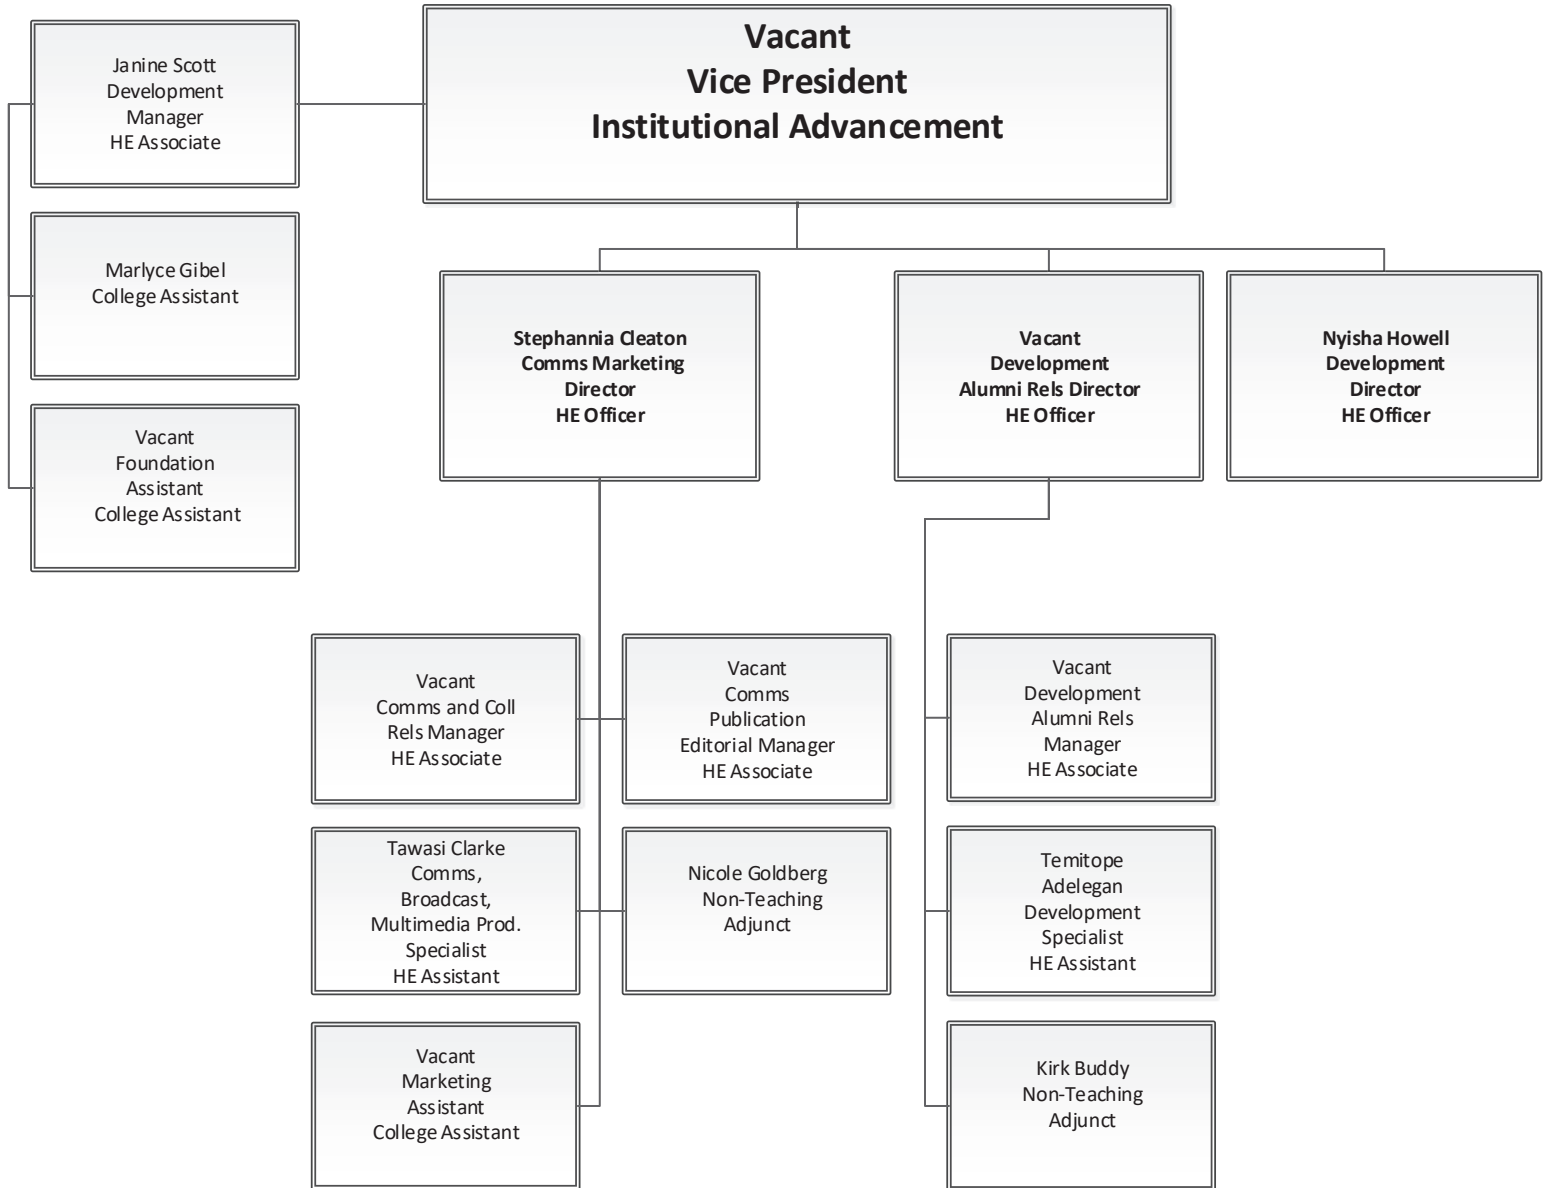 Vacant
Vice President
Institutional Advancement
Janine Scott
Development
Manager
HE Associate
Marlyce Gibel
College Assistant
Vacant
Foundation
Assistant
College Assistant
Stephannia Cleaton
Comms Marketing
Director
HE Officer
Vacant
Development
Alumni Rels Director
HE Officer
Nyisha Howell
Development
Director
HE Officer
Vacant
Comms and Coll
Rels Manager
HE Associate
Vacant
Comms
Publication
Editorial Manager
HE Associate
Vacant
Development
Alumni Rels
Manager
HE Associate
Tawasi Clarke
Comms,
Broadcast,
Multimedia Prod.
Specialist
HE Assistant
Nicole Goldberg
Non-Teaching
Adjunct
Temitope
Adelegan
Development
Specialist
HE Assistant
Vacant
Marketing
Assistant
College Assistant
Kirk Buddy
Non-Teaching
Adjunct